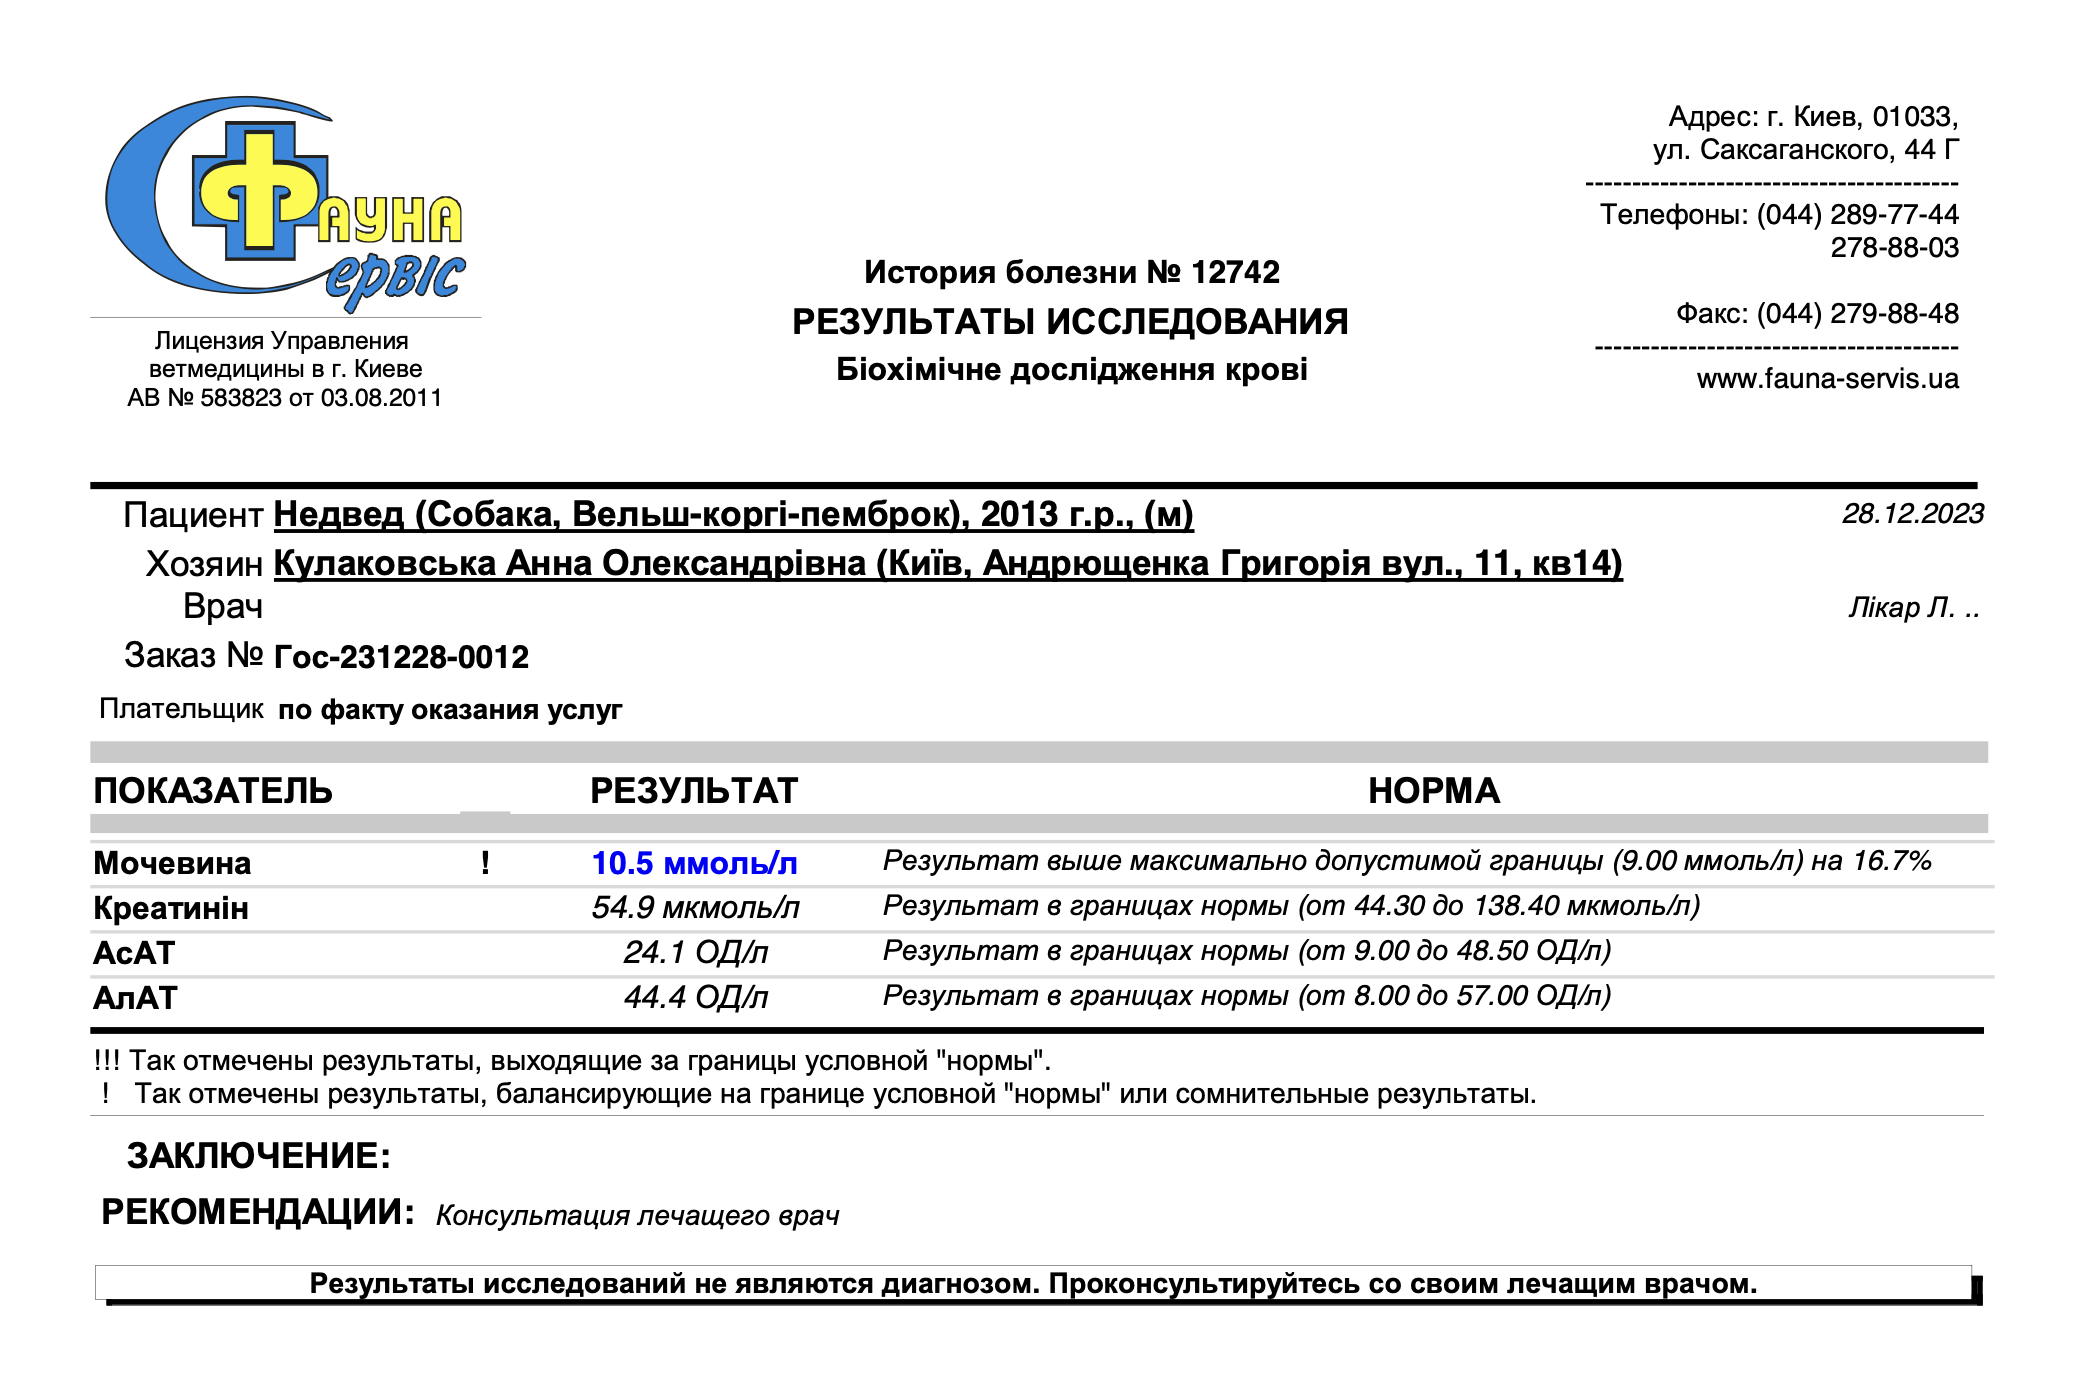 Фауна
Сервіс
Лицензия Управления
ветмедицины в г. Киеве
АВ № 583823 от 03.08.2011
История болезни № 12742
РЕЗУЛЬТАТЫ ИССЛЕДОВАНИЯ
Біохімічне дослідження крові
Адрес: г. Киев, 01033,
ул. Саксаганского, 44 Г
----------------------------------------
Телефоны: (044) 289-77-44
278-88-03
Факс: (044) 279-88-48
---------------------------------------
www.fauna-servis.ua
Пациент Недвед (Собака, Вельш-коргі-пемброк), 2013 г.р., (м) 28.12.2023
Хозяин Кулаковська Анна Олександрівна (Київ, Андрющенка Григорія вул., 11, кв14)
Врач Лікар Л. ..
Заказ № Гос-231228-0012
Плательщик по факту оказания услуг
ПОКАЗАТЕЛЬ РЕЗУЛЬТАТ НОРМА
Мочевина ! 10.5 ммоль/л Результат выше максимально допустимой границы (9.00 ммоль/л) на 16.7%
Креатинін 54.9 мкмоль/л Результат в границах нормы (от 44.30 до 138.40 мкмоль/л)
АсАТ 24.1 ОД/л Результат в границах нормы (от 9.00 до 48.50 ОД/л)
АлАТ 44.4 ОД/л Результат в границах нормы (от 8.00 до 57.00 ОД/л)
!!! Так отмечены результаты, выходящие за границы условной "нормы".
! Так отмечены результаты, балансирующие на границе условной "нормы" или сомнительные результаты.
ЗАКЛЮЧЕНИЕ:
РЕКОМЕНДАЦИИ: Консультация лечащего врач
Результаты исследований не являются диагнозом. Проконсультируйтесь со своим лечащим врачом.